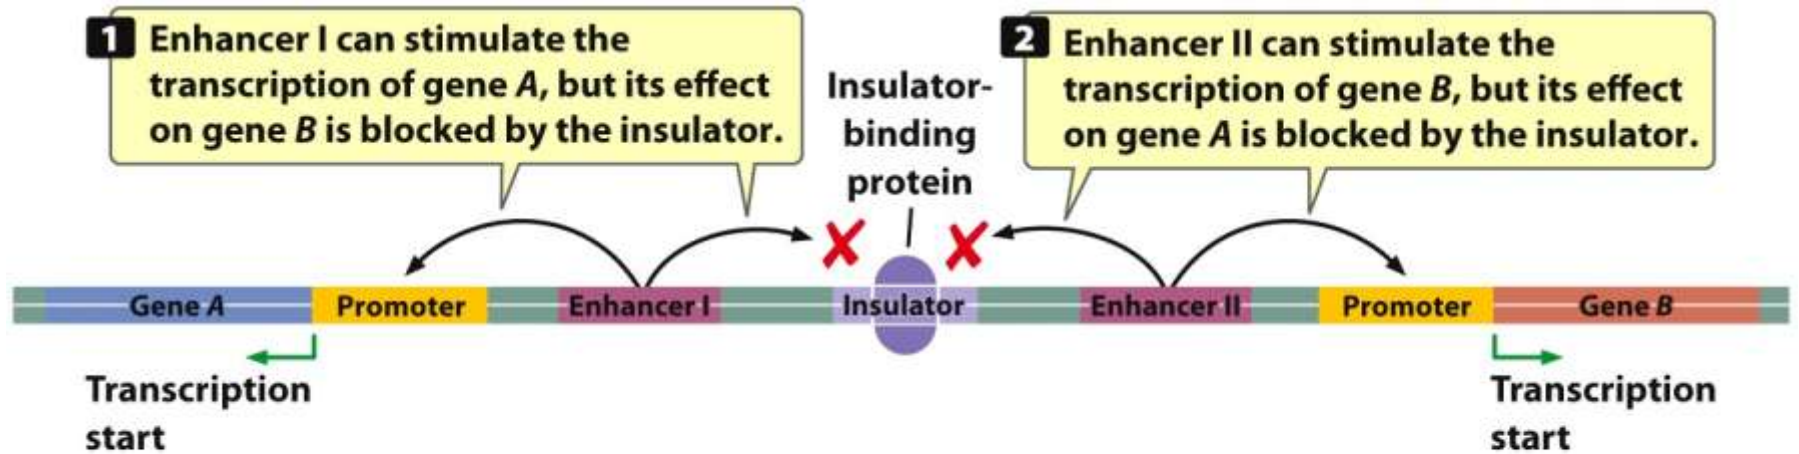 1 Enhancer I can stimulate the
transcription of gene A, but its effect
on gene B is blocked by the insulator.
Insulator-
binding
protein
2 Enhancer II can stimulate the
transcription of gene B, but its effect
on gene A is blocked by the insulator.
Gene A Promoter Enhancer I Insulator Enhancer II Promoter Gene B
Transcription
start
Transcription
start